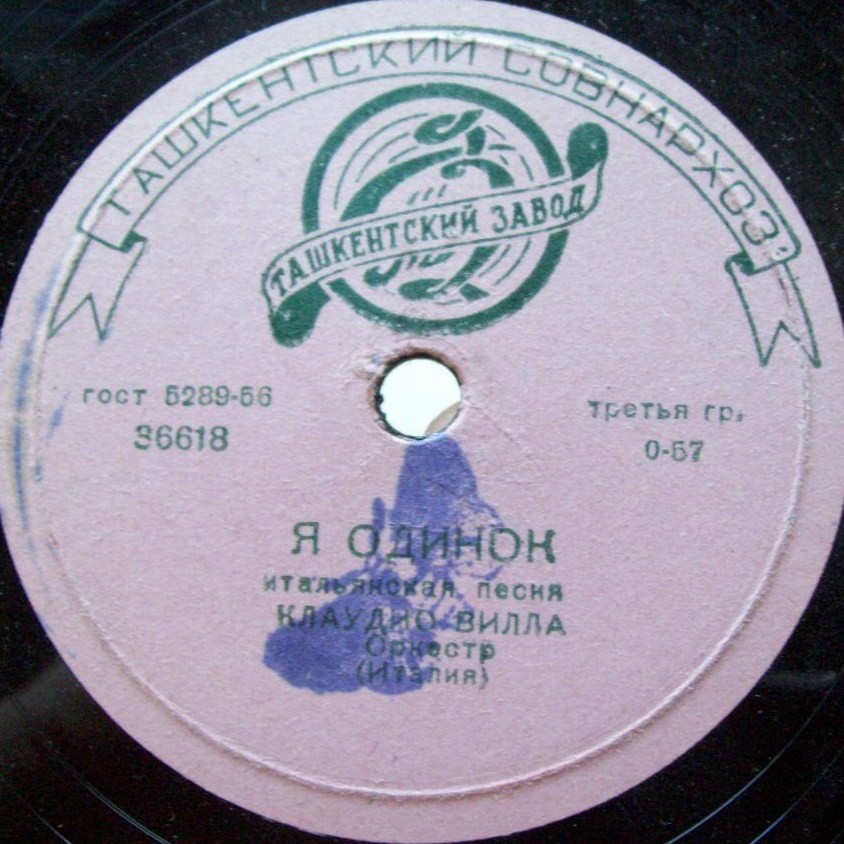 ТАШКЕНТСКИЙ СОВНАРХОЗ
ТАШКЕНТСКИЙ ЗАВОД
гост 5289-56
36618
третья гр.
0-57
Я ОДИНОК
итальянская песня
КЛАУДИО ВИЛЛА
Оркестр
(Италия)